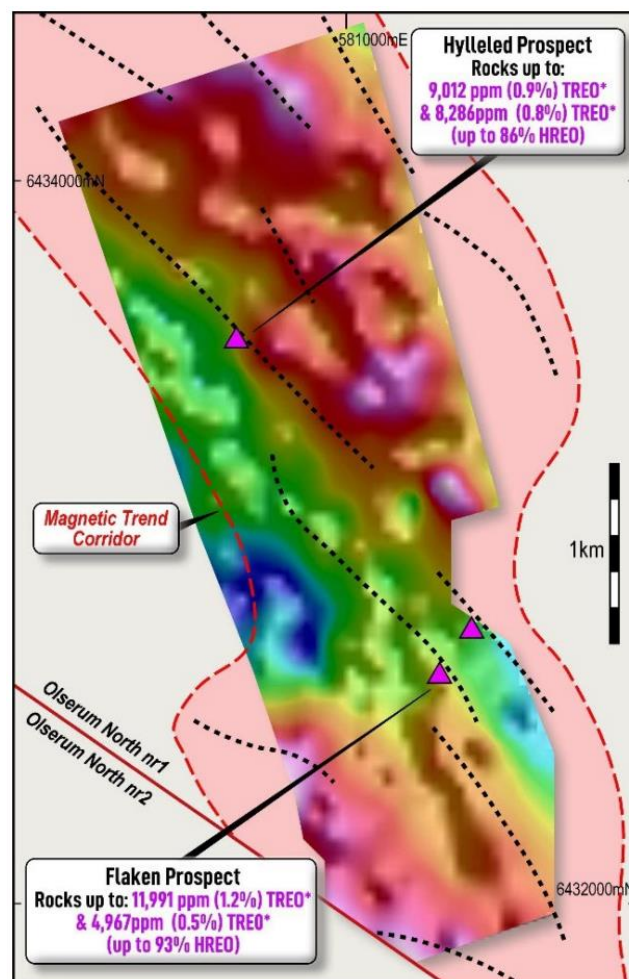 581000mE
Hylleled Prospect
Rocks up to:
9,012 ppm (0.9%) TREO*
& 8,286ppm (0.8%) TREO*
(up to 86% HREO)
6434000mN
Magnetic Trend
Corridor
1km
Olserum North nr1
Olserum North nr2
Flaken Prospect
Rocks up to: 11,991 ppm (1.2%) TREO*
& 4,967ppm (0.5%) TREO*
(up to 93% HREO)
6432000mN